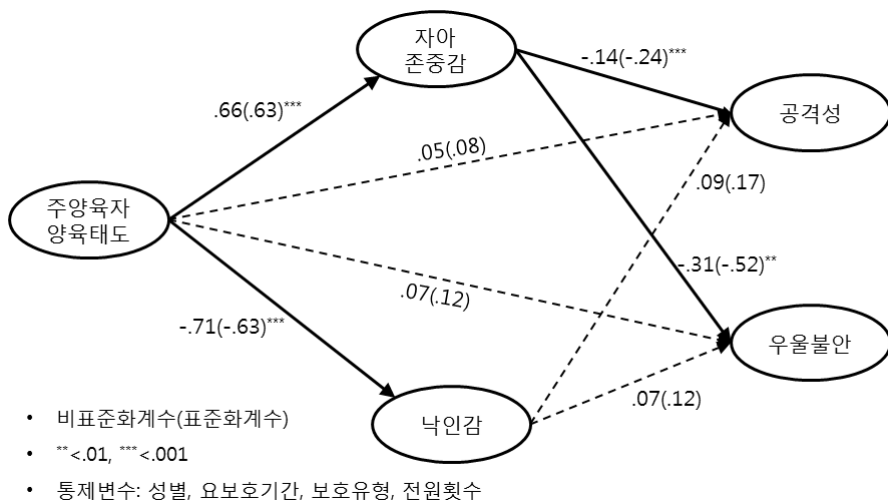 자아
존중감
-.14(-.24)***
공격성
.66(.63)***
.05(.08)
.09(.17)
주양육자
양육태도
-.31(-.52)**
.07(.12)
우울불안
-.71(-.63)***
.07(.12)
낙인감
• 비표준화계수(표준화계수)
• **<.01, ***<.001
• 통제변수: 성별, 요보호기간, 보호유형, 전원횟수